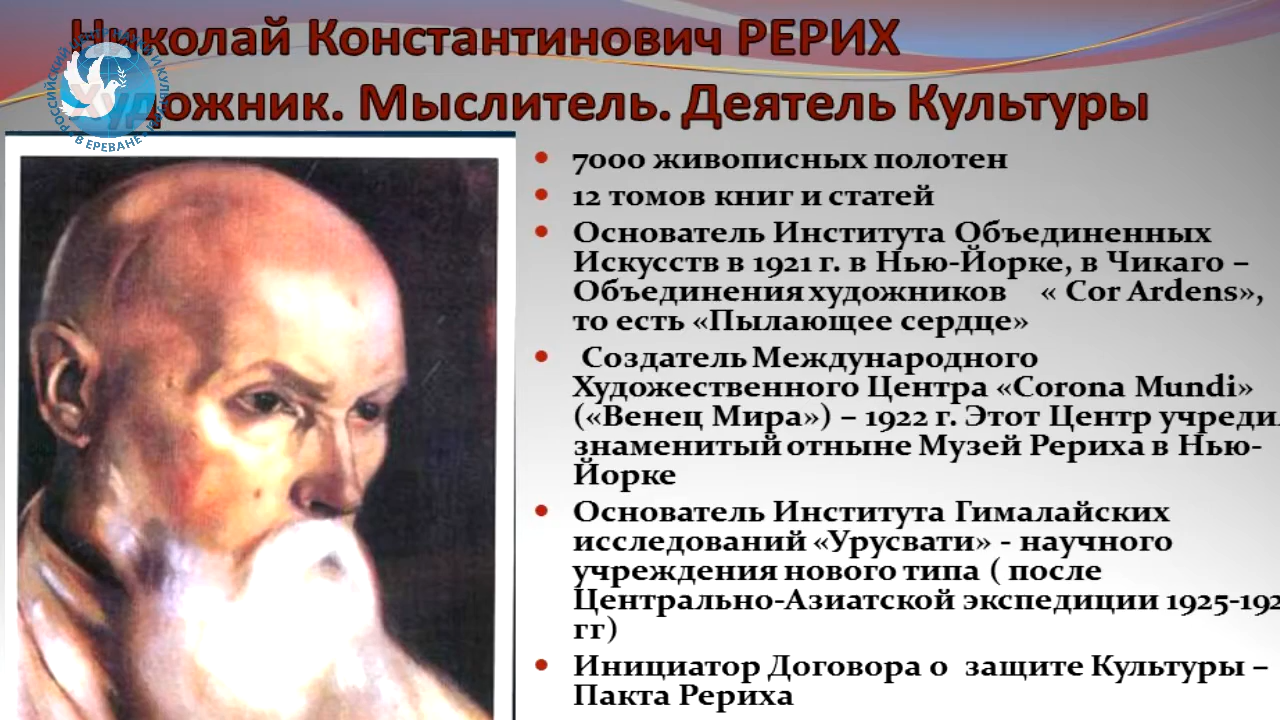 Николай Константинович РЕРИХ
Художник. Мыслитель. Деятель Культуры
В ЕРЕВАНЕ
• 7000 живописных полотен
• 12 томов книг и статей
• Основатель Института Объединенных
Искусств в 1921 г. в Нью-Йорке, в Чикаго –
Объединения художников « Cor Ardens»,
то есть «Пылающее сердце»
• Создатель Международного
Художественного Центра «Corona Mundi»
(«Венец Мира») – 1922 г. Этот Центр учредил
знаменитый отныне Музей Рериха в Нью-
Йорке
• Основатель Института Гималайских
исследований «Урусвати» - научного
учреждения нового типа ( после
Центрально-Азиатской экспедиции 1925-192
гг)
• Инициатор Договора о защите Культуры –
Пакта Рериха